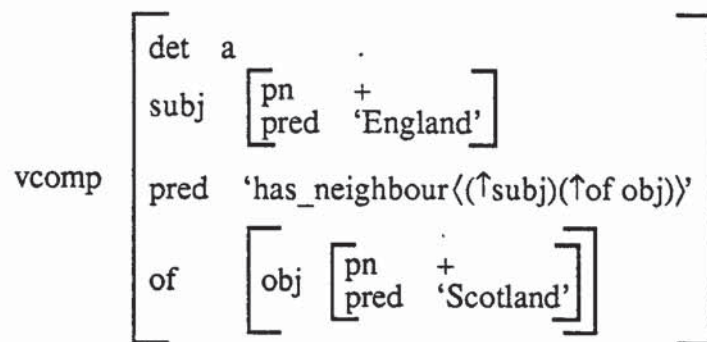 det a
pn +
subj pred ‘England’
vcomp pred ‘has_neighbour⟨(↑subj)(↑of obj)⟩’
pn +
of obj pred ‘Scotland’